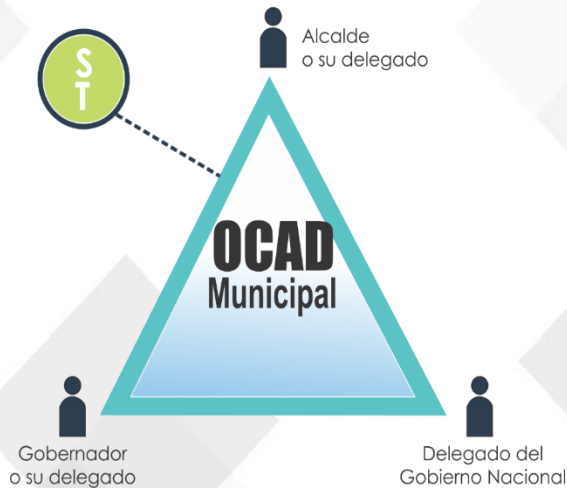 Alcalde
o su delegado
S
T
OCAD
Municipal
Gobernador
o su delegado
Delegado del
Gobierno Nacional